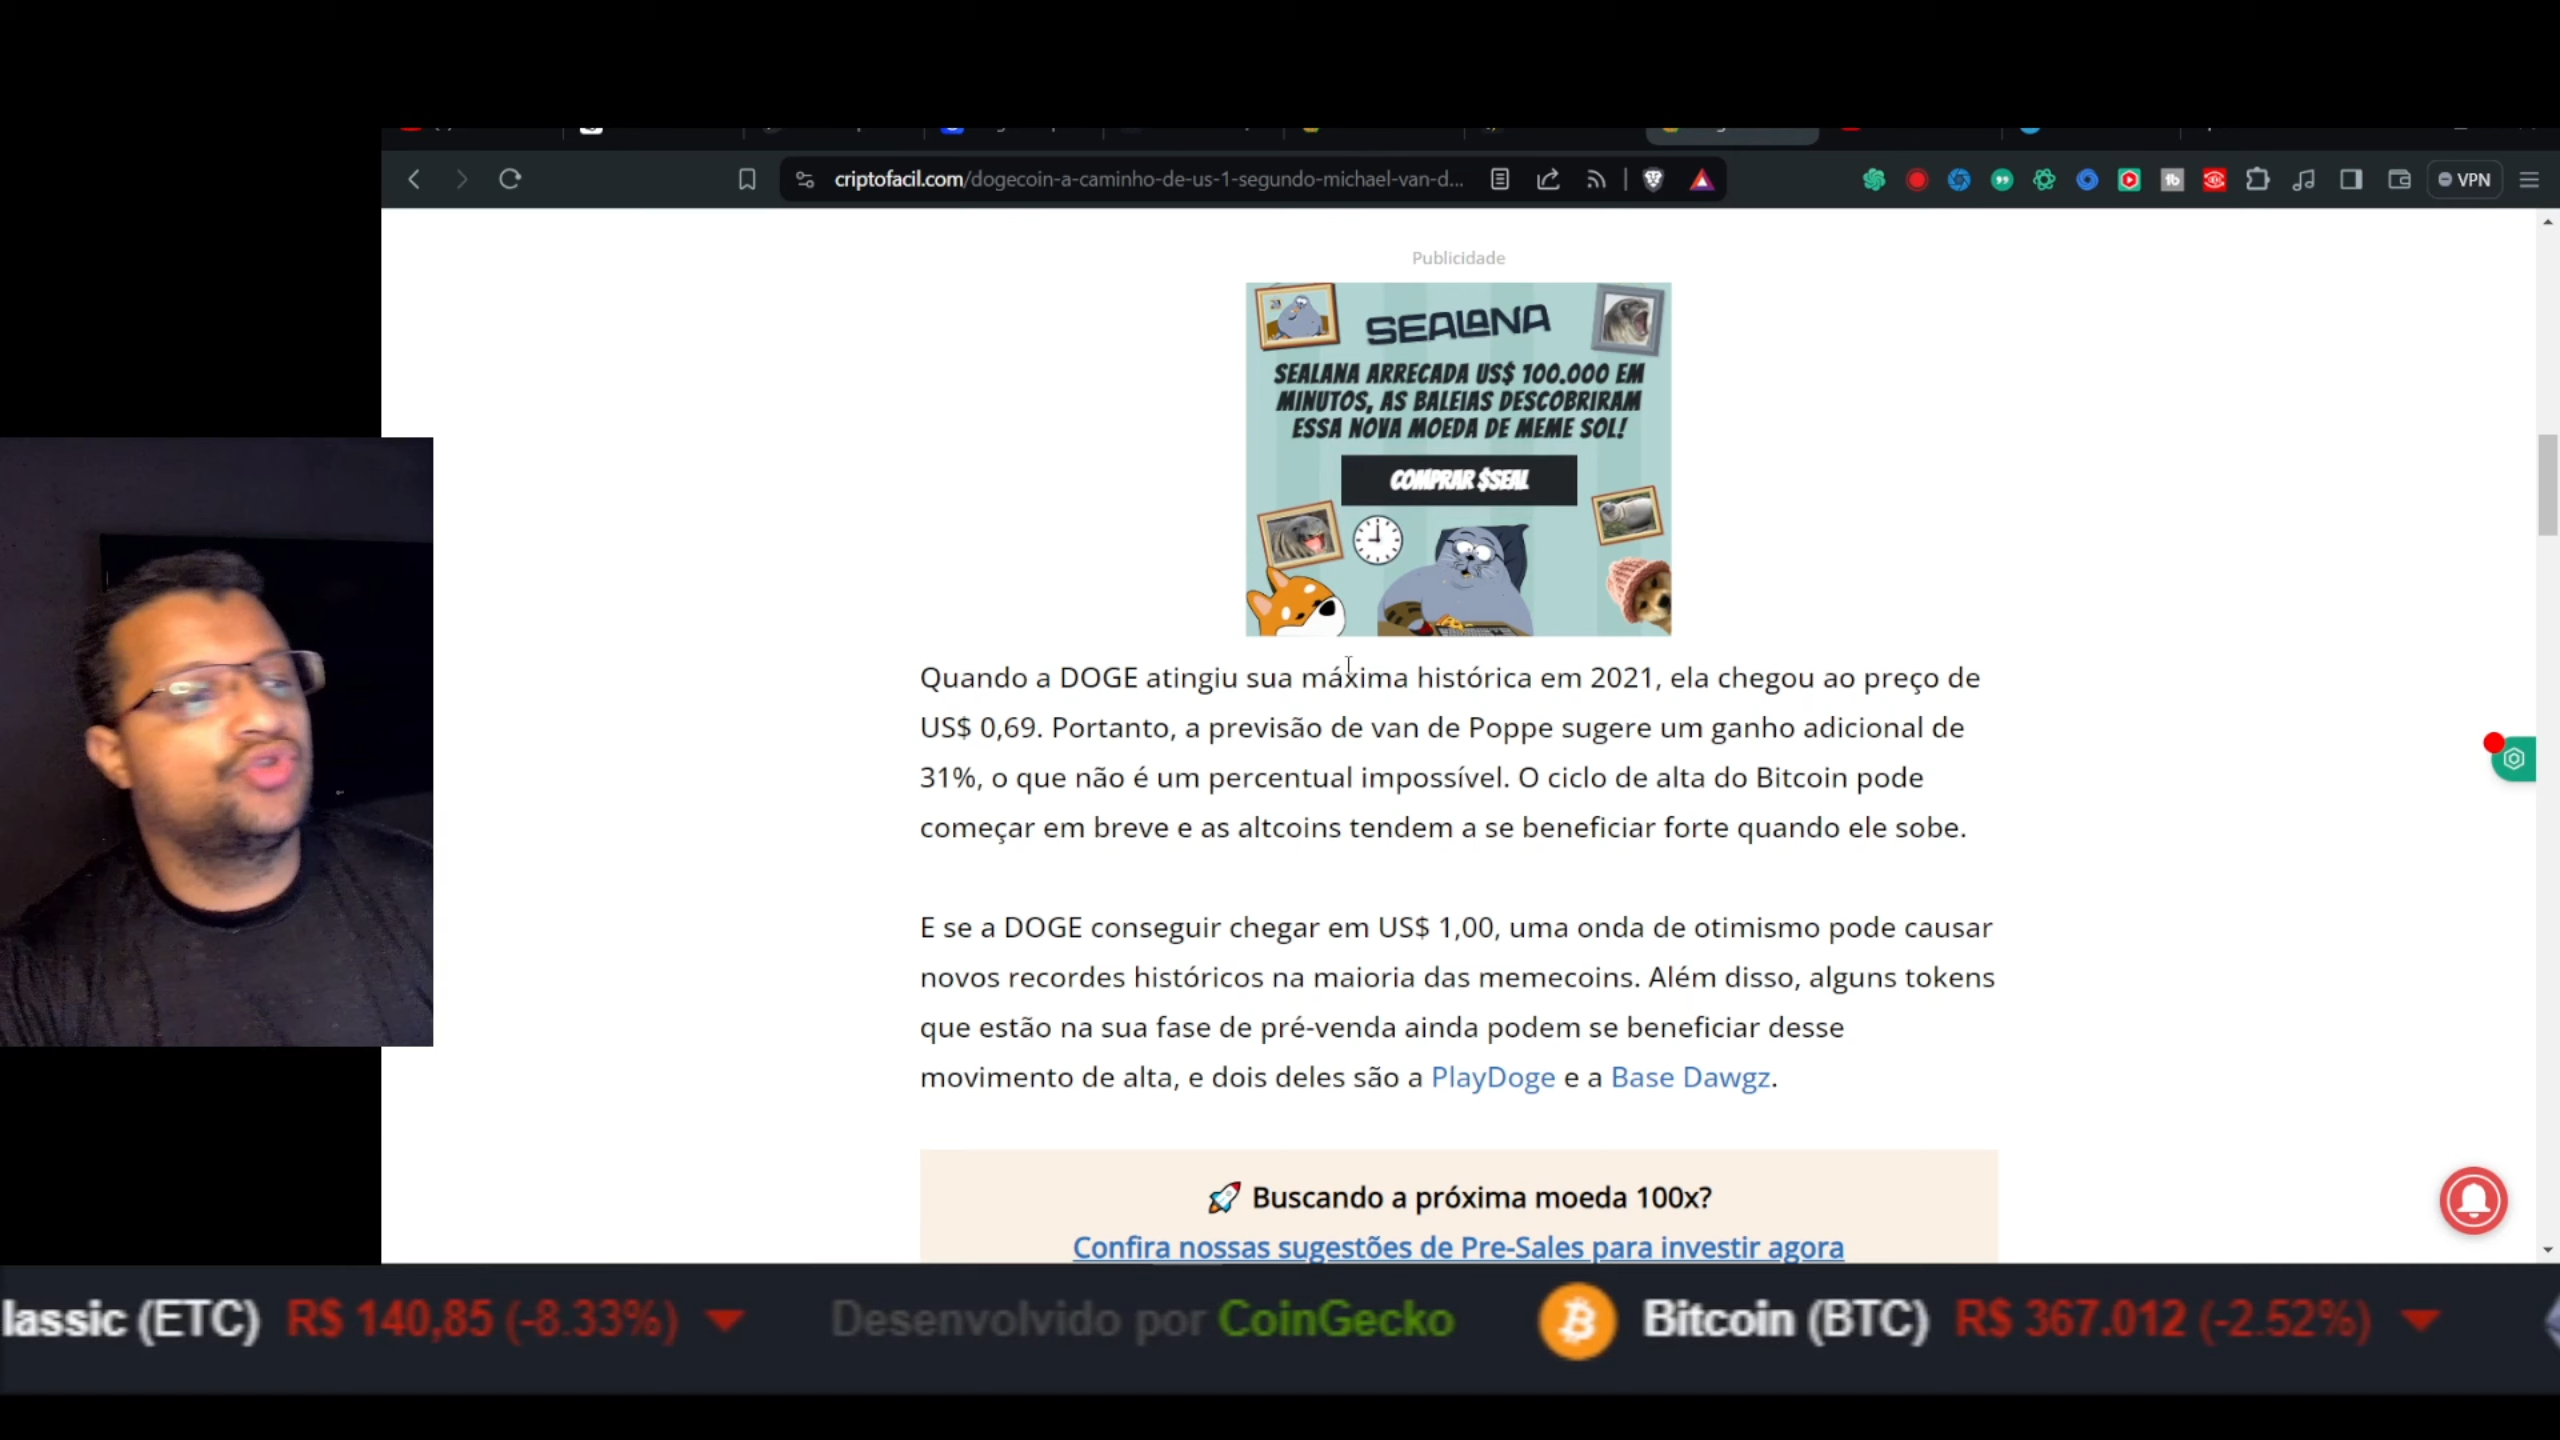 criptofacil.com/dogecoin-a-caminho-de-us-1-segundo-michael-van-d...
VPN
Publicidade
SEALANA
SEALANA ARRECADA US$ 100.000 EM
MINUTOS, AS BALEIAS DESCOBRIRAM
ESSA NOVA MOEDA DE MEME SOL!
COMPRAR $SEAL
Quando a DOGE atingiu sua máxima histórica em 2021, ela chegou ao preço de
US$ 0,69. Portanto, a previsão de van de Poppe sugere um ganho adicional de
31%, o que não é um percentual impossível. O ciclo de alta do Bitcoin pode
começar em breve e as altcoins tendem a se beneficiar forte quando ele sobe.
E se a DOGE conseguir chegar em US$ 1,00, uma onda de otimismo pode causar
novos recordes históricos na maioria das memecoins. Além disso, alguns tokens
que estão na sua fase de pré-venda ainda podem se beneficiar desse
movimento de alta, e dois deles são a PlayDoge e a Base Dawgz.
🚀 Buscando a próxima moeda 100x?
Confira nossas sugestões de Pre-Sales para investir agora
lassic (ETC) R$ 140,85 (-8.33%) Desenvolvido por CoinGecko Bitcoin (BTC) R$ 367.012 (-2.52%)